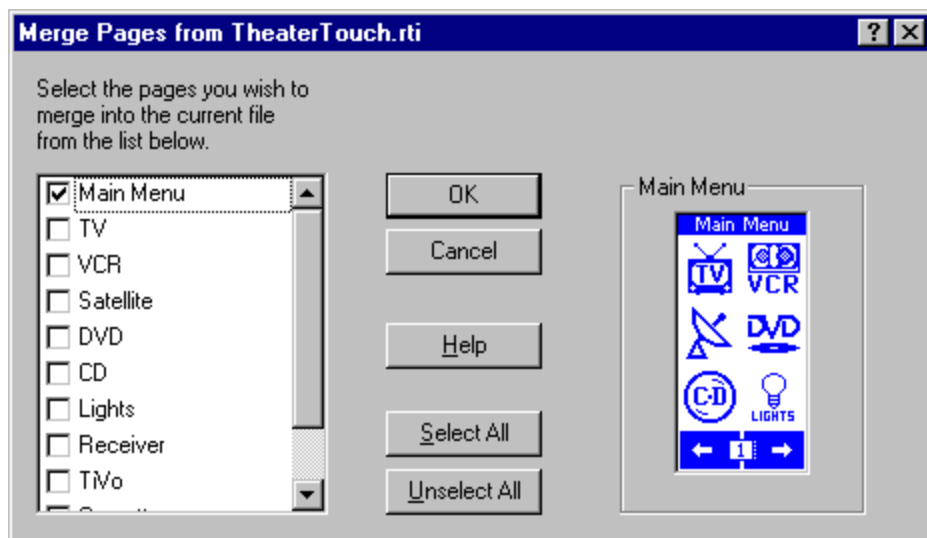 Merge Pages from TheaterTouch.rti
Select the pages you wish to
merge into the current file
from the list below.
Main Menu
TV
VCR
Satellite
DVD
CD
Lights
Receiver
TiVo
OK
Cancel
Help
Select All
Unselect All
Main Menu
Main Menu
TV
VCR
DVD
CD
LIGHTS
1